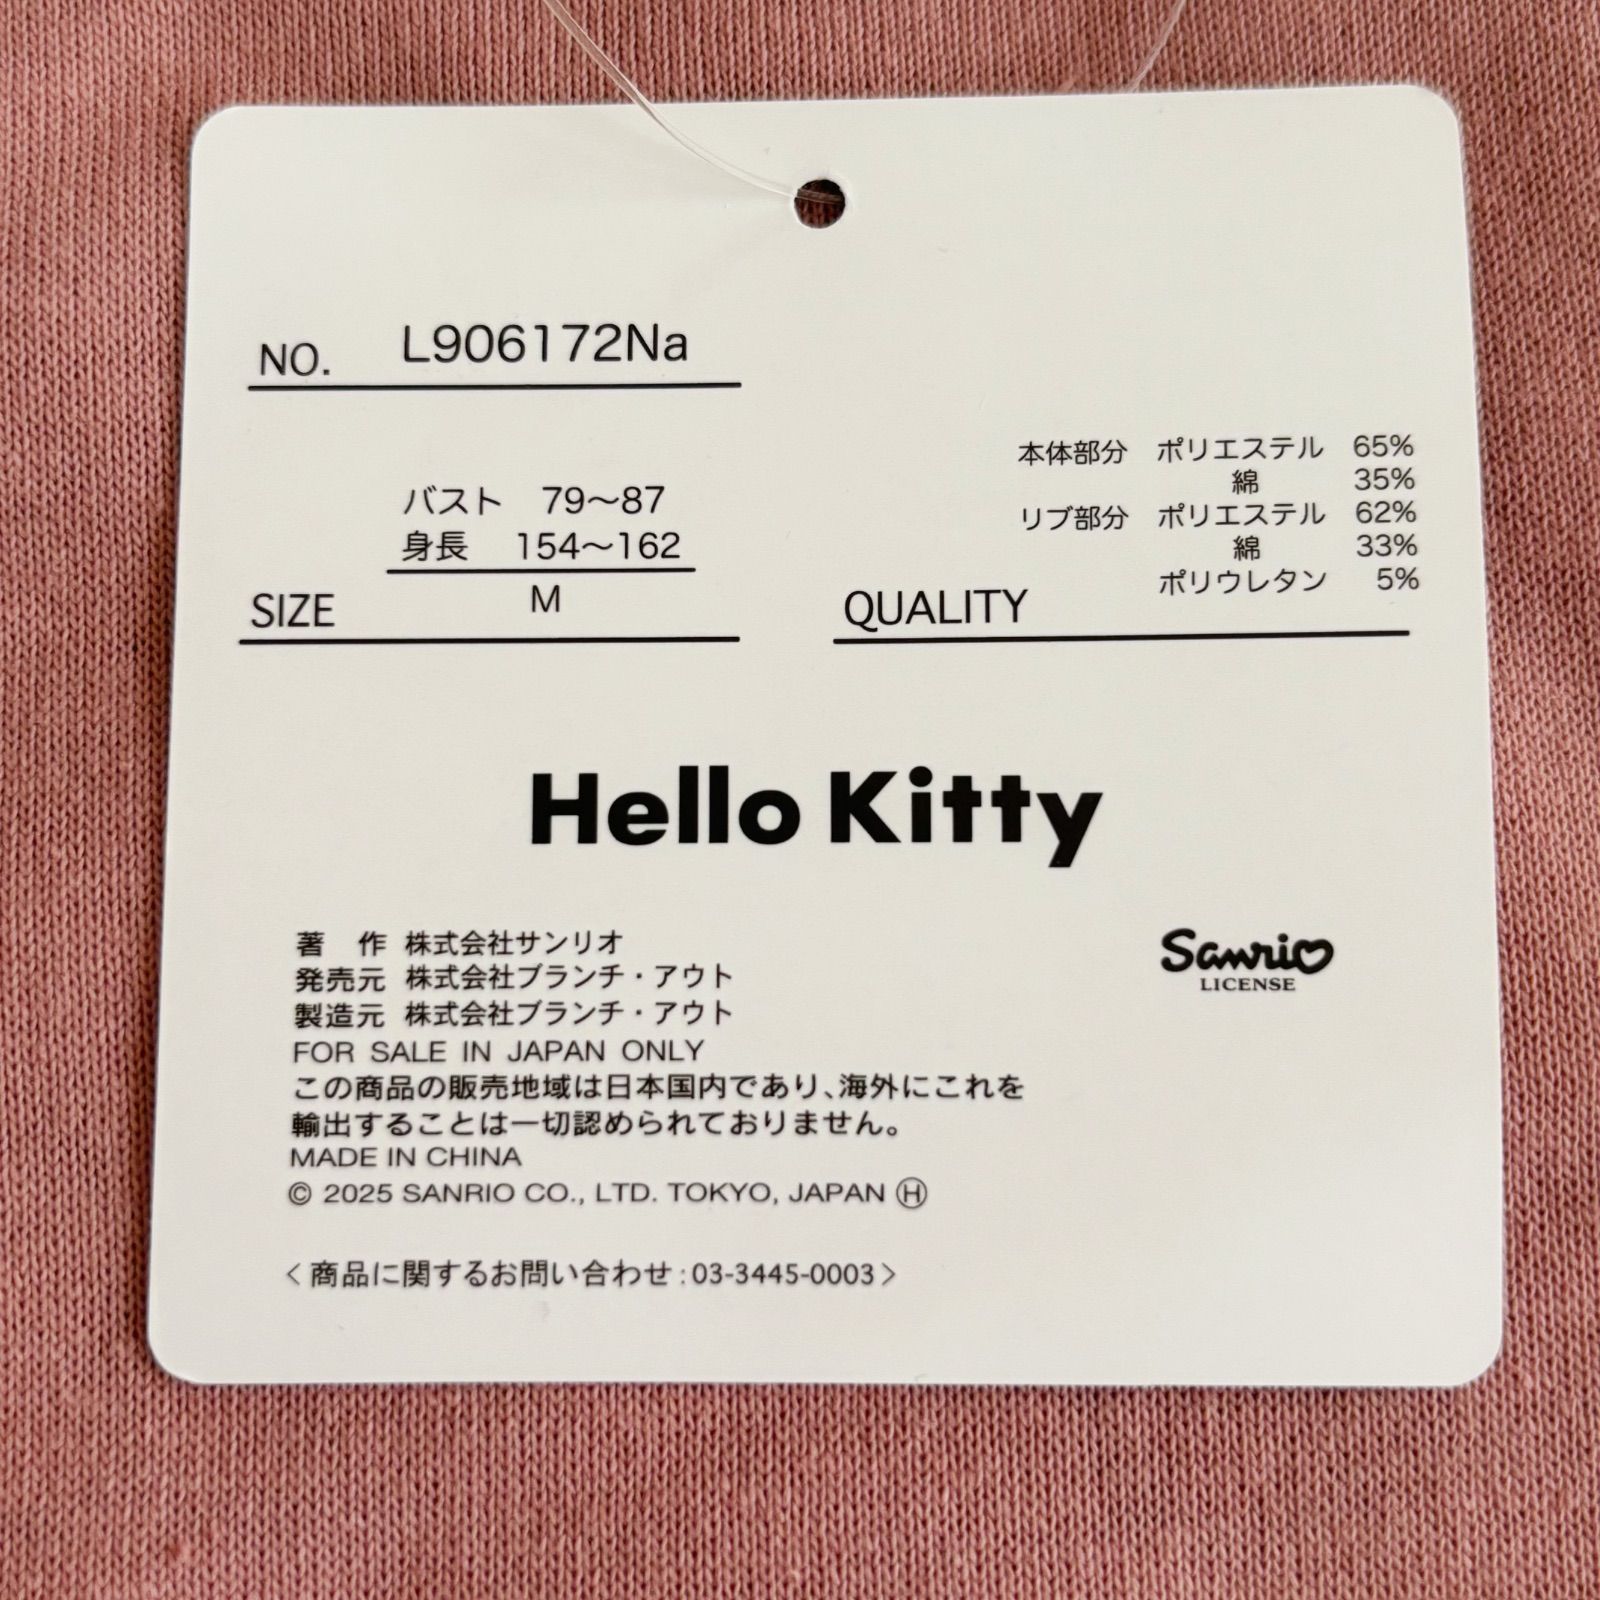 NO. L906172Na
バスト 79～87
身長 154～162
SIZE M
本体部分 ポリエステル 65%
綿 35%
リブ部分 ポリエステル 62%
綿 33%
ポリウレタン 5%
QUALITY
Hello Kitty
著 作 株式会社サンリオ
発売元 株式会社ブランチ・アウト
製造元 株式会社ブランチ・アウト
FOR SALE IN JAPAN ONLY
この商品の販売地域は日本国内であり、海外にこれを
輸出することは一切認められておりません。
MADE IN CHINA
© 2025 SANRIO CO., LTD. TOKYO, JAPAN Ⓗ
Sanrio
LICENSE
＜商品に関するお問い合わせ:03-3445-0003＞